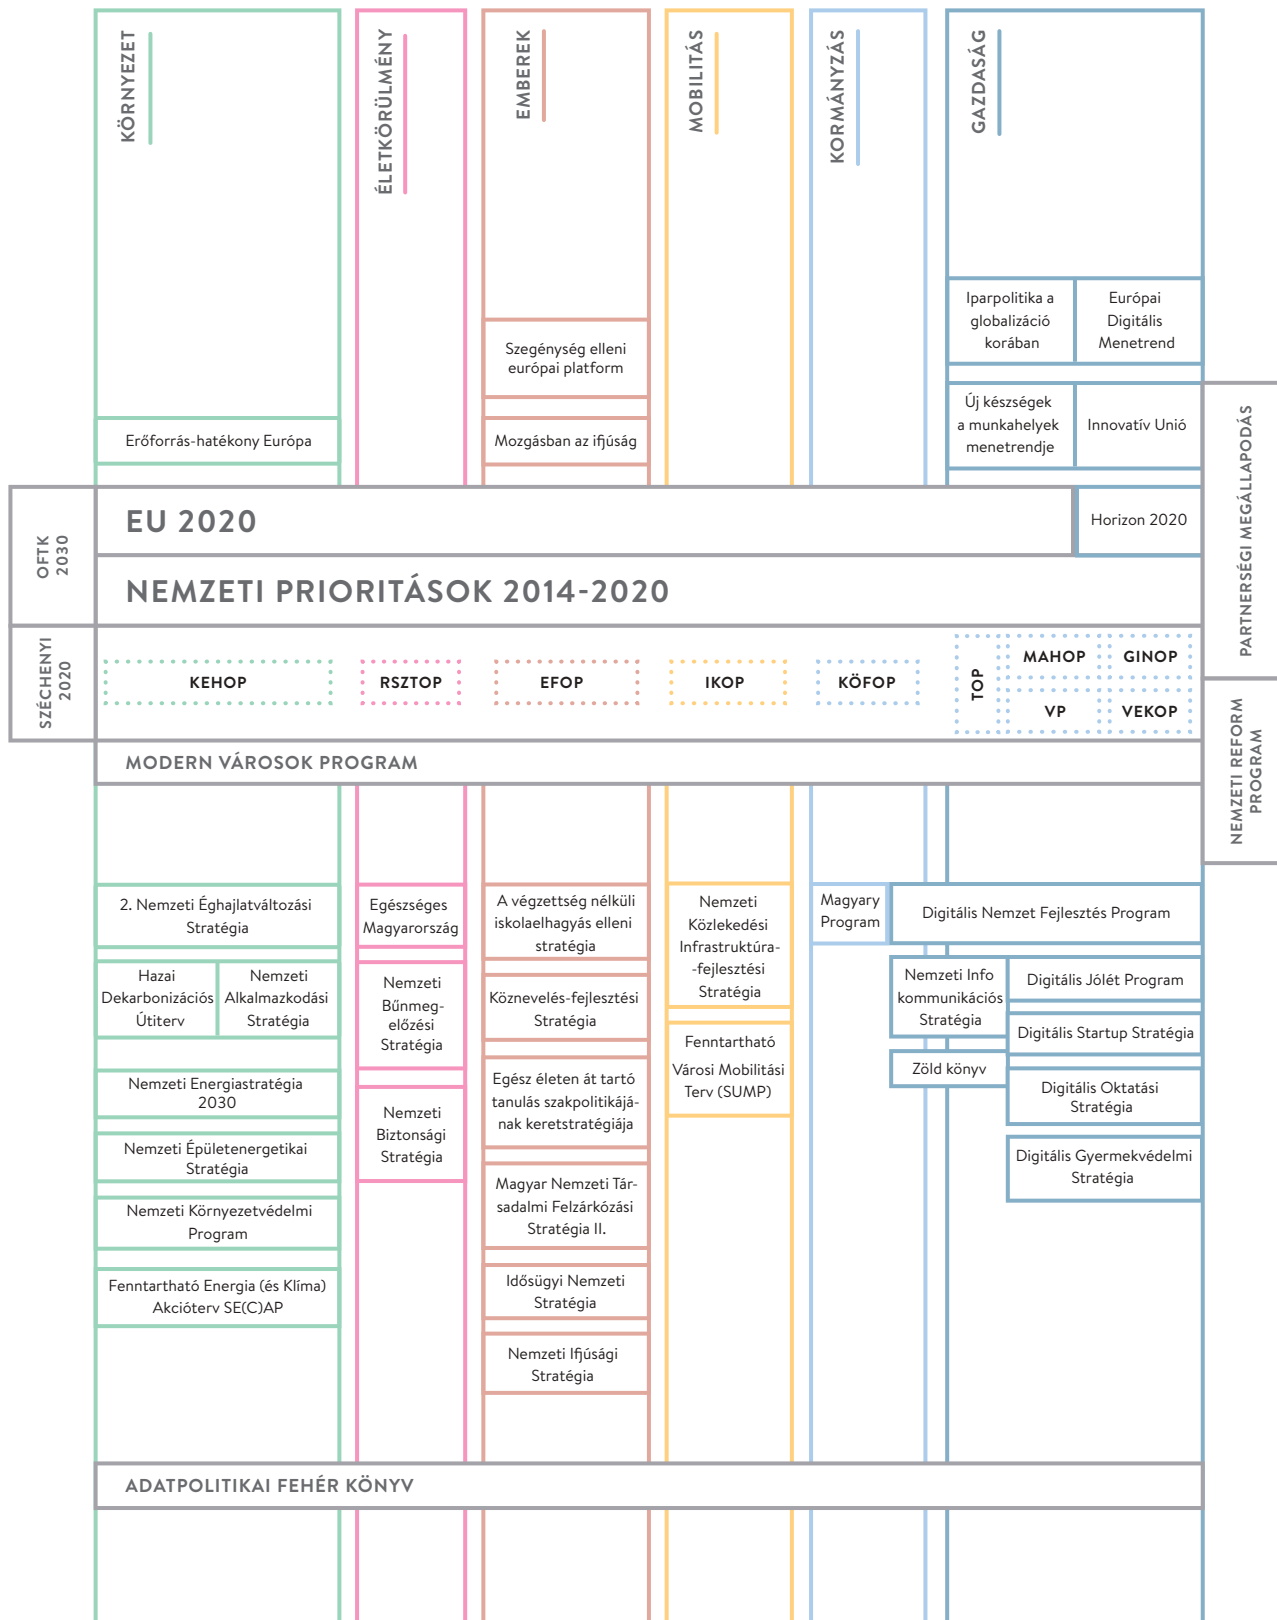 KÖRNYEZET
ÉLETKÖRÜLMÉNY
EMBEREK
MOBILITÁS
KORMÁNYZÁS
GAZDASÁG
Iparpolitika a
globalizáció
korában
Európai
Digitális
Menetrend
Szegénység elleni
európai platform
Új készségek
a munkahelyek
menetrendje
Innovatív Unió
Erőforrás-hatékony Európa
Mozgásban az ifjúság
PARTNERSÉGI MEGÁLLAPODÁS
OFTK
2030
EU 2020
Horizon 2020
NEMZETI PRIORITÁSOK 2014-2020
SZÉCHENYI
2020
KEHOP
RSZTOP
EFOP
IKOP
KÖFOP
TOP
MAHOP
GINOP
VP
VEKOP
NEMZETI REFORM
PROGRAM
MODERN VÁROSOK PROGRAM
2. Nemzeti Éghajlatváltozási
Stratégia
Hazai
Dekarbonizációs
Útiterv
Nemzeti
Alkalmazkodási
Stratégia
Nemzeti Energiastratégia
2030
Nemzeti Épületenergetikai
Stratégia
Nemzeti Környezetvédelmi
Program
Fenntartható Energia (és Klíma)
Akcióterv SE(C)AP
Egészséges
Magyarország
Nemzeti
Bűnmeg-
előzési
Stratégia
Nemzeti
Biztonsági
Stratégia
A végzettség nélküli
iskolaelhagyás elleni
stratégia
Köznevelés-fejlesztési
Stratégia
Egész életen át tartó
tanulás szakpolitikájá-
nak keretstratégiája
Magyar Nemzeti Tár-
sadalmi Felzárkózási
Stratégia II.
Idősügyi Nemzeti
Stratégia
Nemzeti Ifjúsági
Stratégia
Nemzeti
Közlekedési
Infrastruktúra-
-fejlesztési
Stratégia
Fenntartható
Városi Mobilitási
Terv (SUMP)
Magyary
Program
Digitális Nemzet Fejlesztés Program
Nemzeti Info
kommunikációs
Stratégia
Zöld könyv
Digitális Jólét Program
Digitális Startup Stratégia
Digitális Oktatási
Stratégia
Digitális Gyermekvédelmi
Stratégia
ADATPOLITIKAI FEHÉR KÖNYV